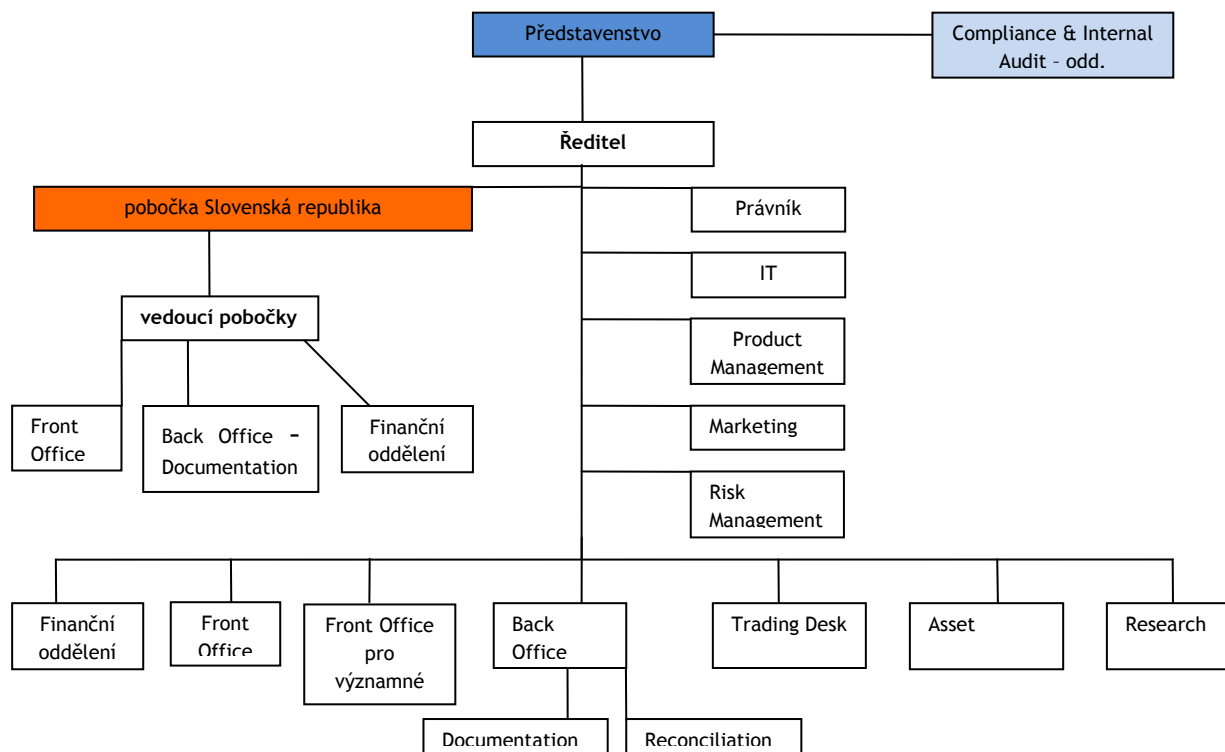 Představenstvo
Compliance & Internal
Audit – odd.
Ředitel
pobočka Slovenská republika
Právník
IT
vedoucí pobočky
Product
Management
Front
Office
Back Office –
Documentation
Finanční
oddělení
Marketing
Risk
Management
Finanční
oddělení
Front
Office
Front Office
pro
významné
Back
Office
Trading Desk
Asset
Research
Documentation
Reconciliation